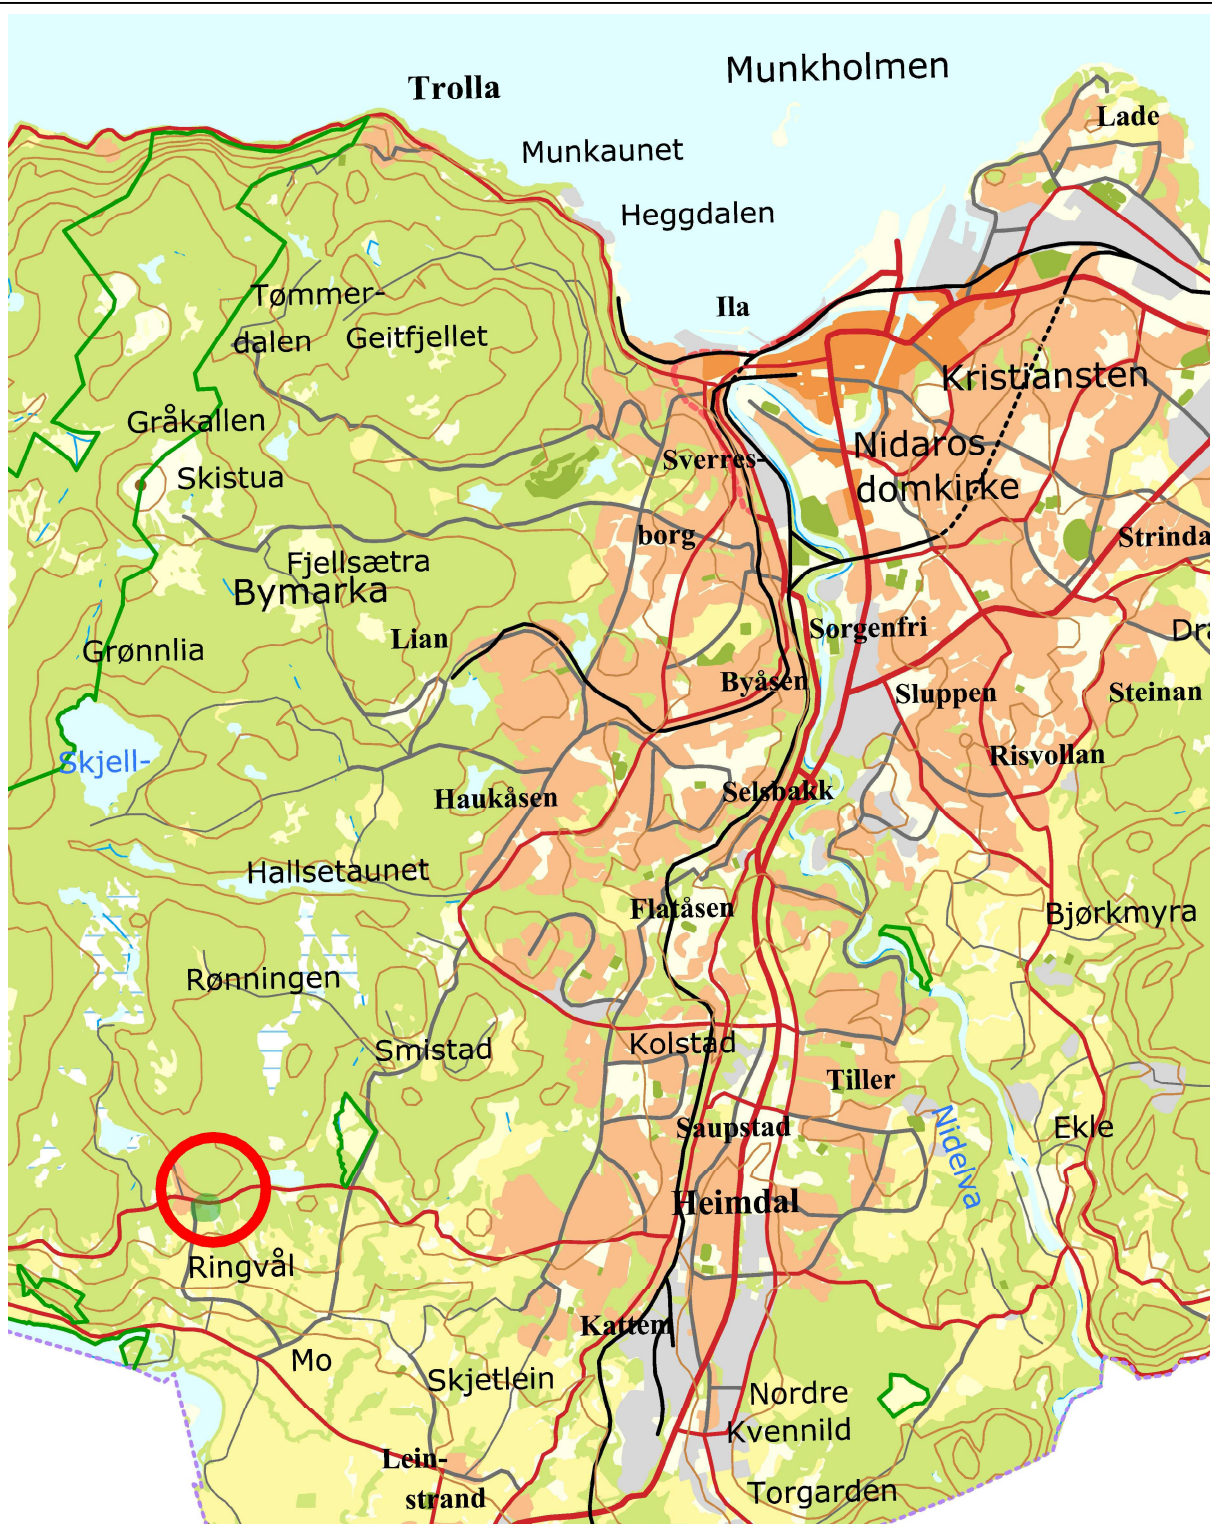 Munkholmen
Trolla
Lade
Munkaunet
Heggdalen
Tømmer-
dalen
Geitfjellet
Ila
Kristiansten
Gråkallen
Skistua
Sverres-
borg
Nidaros
domkirke
Strinda
Fjellsætra
Bymarka
Lian
Grønnlia
Sorgenfri
Dra
Byåsen
Sluppen
Steinan
Skjell-
Risvollan
Haukåsen
Selsbakk
Hallsetaunet
Flatåsen
Bjørkmyra
Rønningen
Smistad
Kolstad
Tiller
Saupstad
Nidelva
Ekle
Heimdal
Ringvål
Kattem
Mo
Skjetlein
Nordre
Kvennild
Lein-
strand
Torgarden